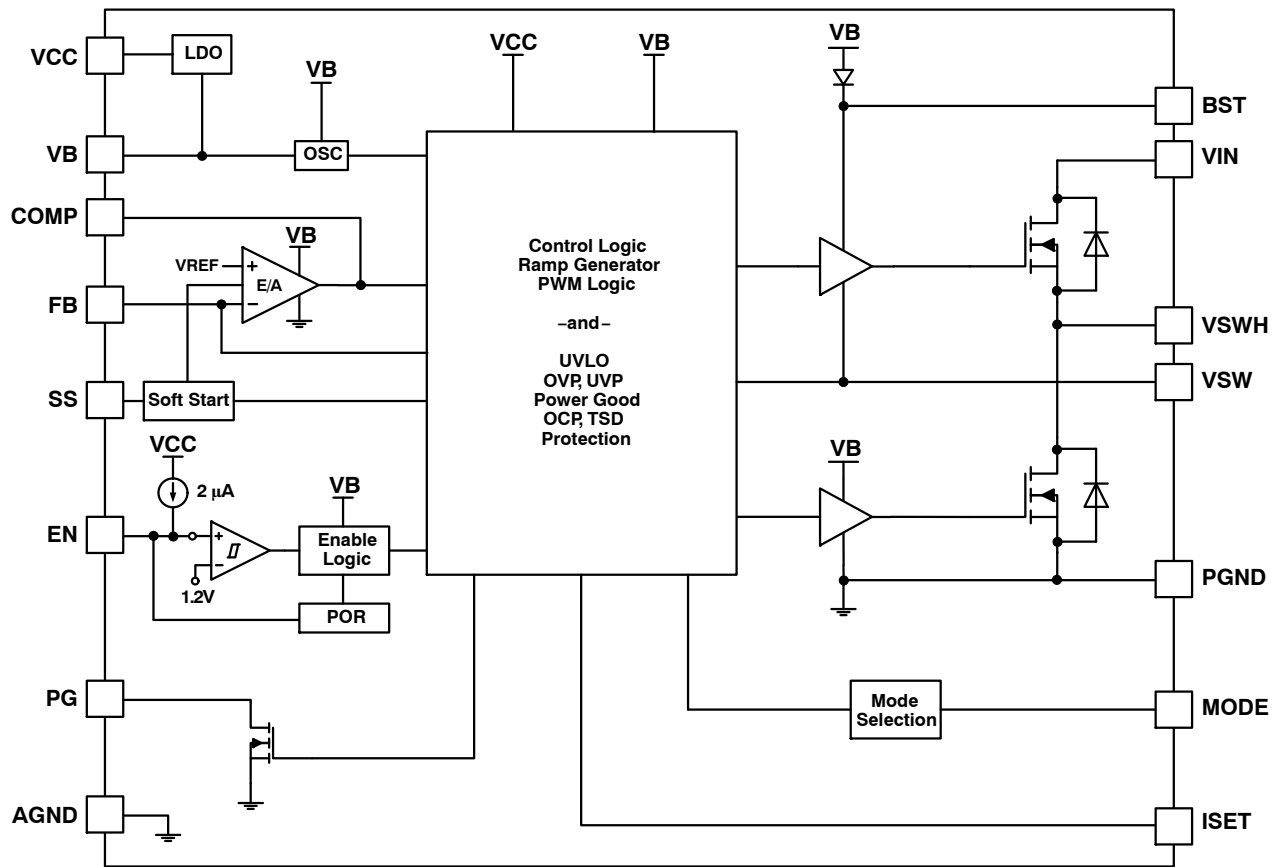 VCC
LDO
VB
VB
OSC
COMP
VREF
+
E/A
−
VB
FB
SS
Soft Start
VCC
2 μA
EN
+
−
1.2V
VB
Enable
Logic
POR
PG
AGND
VCC
VB
Control Logic
Ramp Generator
PWM Logic
–and–
UVLO
OVP, UVP
Power Good
OCP, TSD
Protection
VB
VB
Mode
Selection
BST
VIN
VSWH
VSW
PGND
MODE
ISET